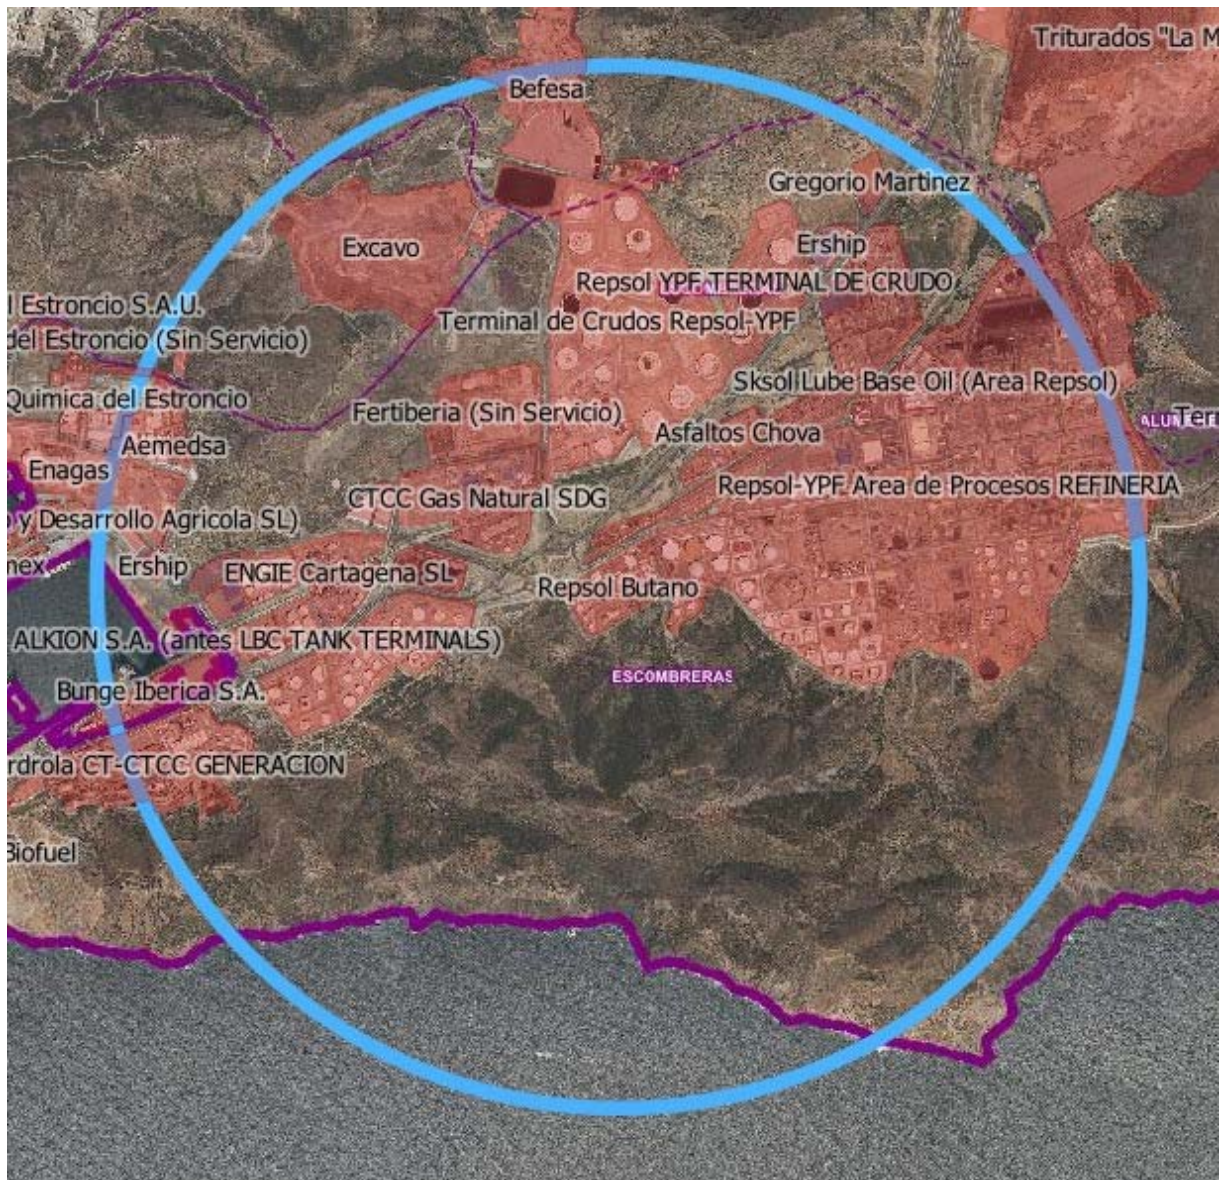 Triturados "La M
Befesa
Gregorio Martinez
Excavo
Ership
Repsol YPF TERMINAL DE CRUDO
l Estroncio S.A.U.
Terminal de Crudos Repsol-YPF
del Estroncio (Sin Servicio)
Sksol Lube Base Oil (Area Repsol)
Quimica del Estroncio
Fertiberia (Sin Servicio)
Terr
Asfaltos Chova
Aemedsa
Enagas
Repsol-YPF Area de Procesos REFINERIA
CTCC Gas Natural SDG
o y Desarrollo Agricola SL)
mex
Ership
ENGIE Cartagena SL
Repsol Butano
ALKION S.A. (antes LBC TANK TERMINALS)
ESCOMBRERAS
Bunge Iberica S.A.
rdrola CT-CTCC GENERACION
Biofuel